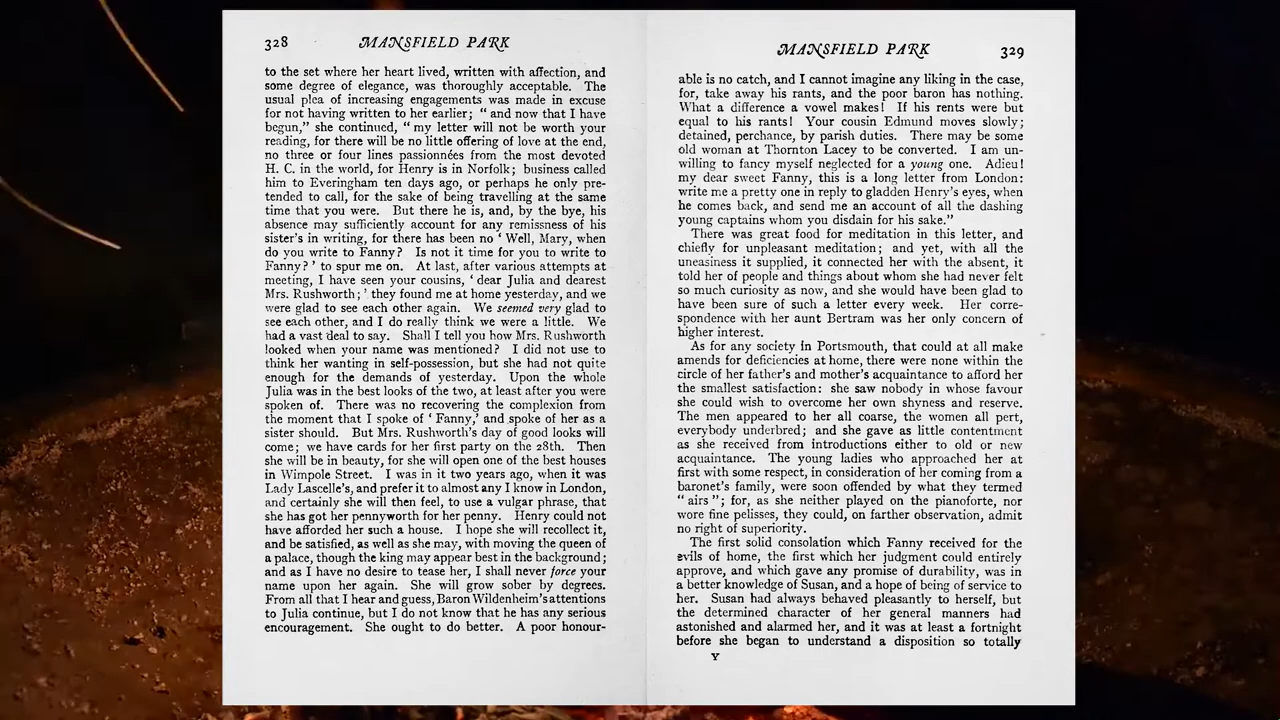 328 MANSFIELD PARK
to the set where her heart lived, written with affection, and
some degree of elegance, was thoroughly acceptable. The
usual plea of increasing engagements was made in excuse
for not having written to her earlier; “ and now that I have
begun,” she continued, “ my letter will not be worth your
reading, for there will be no little offering of love at the end,
no three or four lines passionnées from the most devoted
H. C. in the world, for Henry is in Norfolk; business called
him to Everingham ten days ago, or perhaps he only pre-
tended to call, for the sake of being travelling at the same
time that you were. But there he is, and, by the bye, his
absence may sufficiently account for any remissness of his
sister's in writing, for there has been no ‘ Well, Mary, when
do you write to Fanny? Is not it time for you to write to
Fanny? ’ to spur me on. At last, after various attempts at
meeting, I have seen your cousins, ‘ dear Julia and dearest
Mrs. Rushworth; ’ they found me at home yesterday, and we
were glad to see each other again. We seemed very glad to
see each other, and I do really think we were a little. We
had a vast deal to say. Shall I tell you how Mrs. Rushworth
looked when your name was mentioned? I did not use to
think her wanting in self-possession, but she had not quite
enough for the demands of yesterday. Upon the whole
Julia was in the best looks of the two, at least after you were
spoken of. There was no recovering the complexion from
the moment that I spoke of ‘ Fanny,’ and spoke of her as a
sister should. But Mrs. Rushworth's day of good looks will
come; we have cards for her first party on the 28th. Then
she will be in beauty, for she will open one of the best houses
in Wimpole Street. I was in it two years ago, when it was
Lady Lascelle's, and prefer it to almost any I know in London,
and certainly she will then feel, to use a vulgar phrase, that
she has got her pennyworth for her penny. Henry could not
have afforded her such a house. I hope she will recollect it,
and be satisfied, as well as she may, with moving the queen of
a palace, though the king may appear best in the background;
and as I have no desire to tease her, I shall never force your
name upon her again. She will grow sober by degrees.
From all that I hear and guess, Baron Wildenheim's attentions
to Julia continue, but I do not know that he has any serious
encouragement. She ought to do better. A poor honour-
MANSFIELD PARK 329
able is no catch, and I cannot imagine any liking in the case,
for, take away his rants, and the poor baron has nothing.
What a difference a vowel makes! If his rents were but
equal to his rants! Your cousin Edmund moves slowly;
detained, perchance, by parish duties. There may be some
old woman at Thornton Lacey to be converted. I am un-
willing to fancy myself neglected for a young one. Adieu!
my dear sweet Fanny, this is a long letter from London:
write me a pretty one in reply to gladden Henry's eyes, when
he comes back, and send me an account of all the dashing
young captains whom you disdain for his sake.”
There was great food for meditation in this letter, and
chiefly for unpleasant meditation; and yet, with all the
uneasiness it supplied, it connected her with the absent, it
told her of people and things about whom she had never felt
so much curiosity as now, and she would have been glad to
have been sure of such a letter every week. Her corre-
spondence with her aunt Bertram was her only concern of
higher interest.
As for any society in Portsmouth, that could at all make
amends for deficiencies at home, there were none within the
circle of her father's and mother's acquaintance to afford her
the smallest satisfaction: she saw nobody in whose favour
she could wish to overcome her own shyness and reserve.
The men appeared to her all coarse, the women all pert,
everybody underbred; and she gave as little contentment
as she received from introductions either to old or new
acquaintance. The young ladies who approached her at
first with some respect, in consideration of her coming from a
baronet's family, were soon offended by what they termed
“ airs ”; for, as she neither played on the pianoforte, nor
wore fine pelisses, they could, on farther observation, admit
no right of superiority.
The first solid consolation which Fanny received for the
evils of home, the first which her judgment could entirely
approve, and which gave any promise of durability, was in
a better knowledge of Susan, and a hope of being of service to
her. Susan had always behaved pleasantly to herself, but
the determined character of her general manners had
astonished and alarmed her, and it was at least a fortnight
before she began to understand a disposition so totally
Y